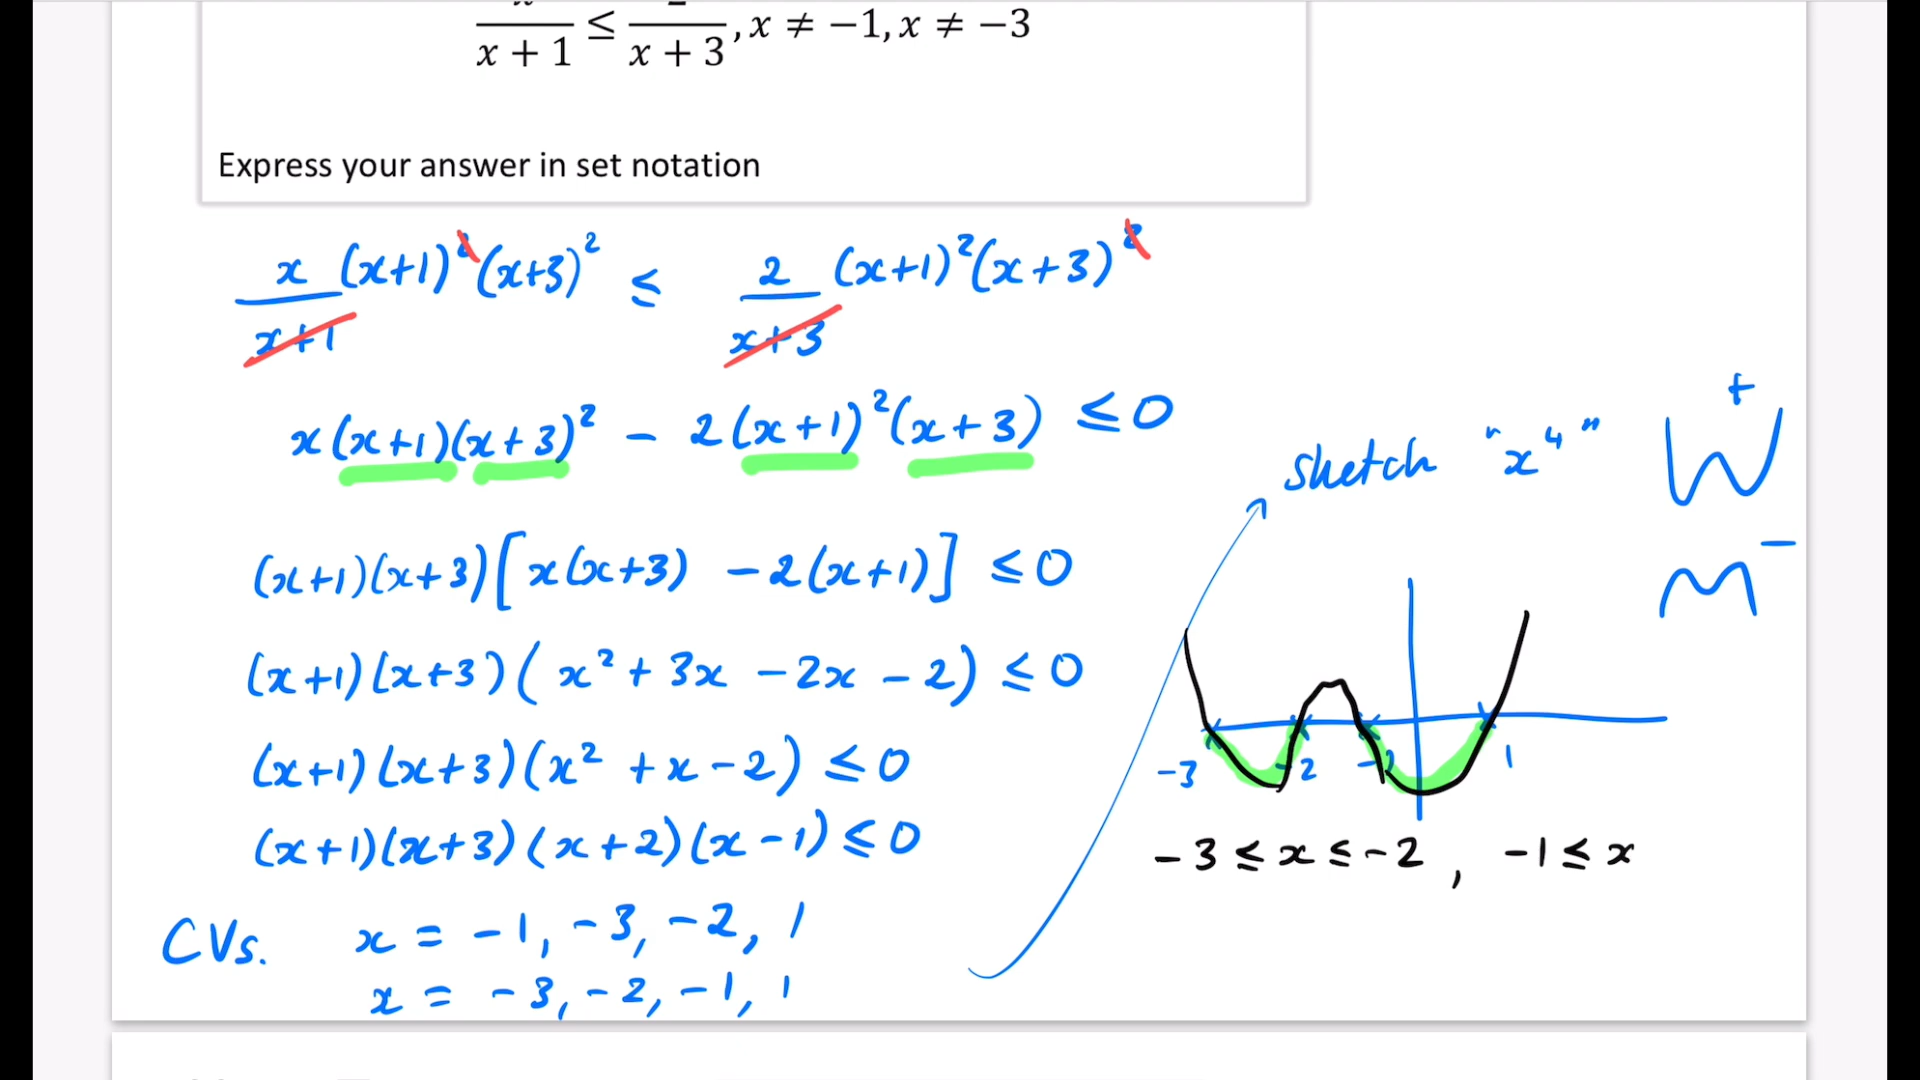 x/(x + 1) ≤ 2/(x + 3), x ≠ −1, x ≠ −3
Express your answer in set notation
x/(x+1) (x+1)²(x+3)² ≤ 2/(x+3) (x+1)²(x+3)²
x(x+1)(x+3)² − 2(x+1)²(x+3) ≤ 0
sketch "x⁴"
+
(x+1)(x+3)[x(x+3) − 2(x+1)] ≤ 0
−
(x+1)(x+3)(x² + 3x − 2x − 2) ≤ 0
(x+1)(x+3)(x² + x − 2) ≤ 0
-3 -2 1
(x+1)(x+3)(x+2)(x−1) ≤ 0
-3 ≤ x ≤ -2 , -1 ≤ x
CVs. x = -1, -3, -2, 1
x = -3, -2, -1, 1